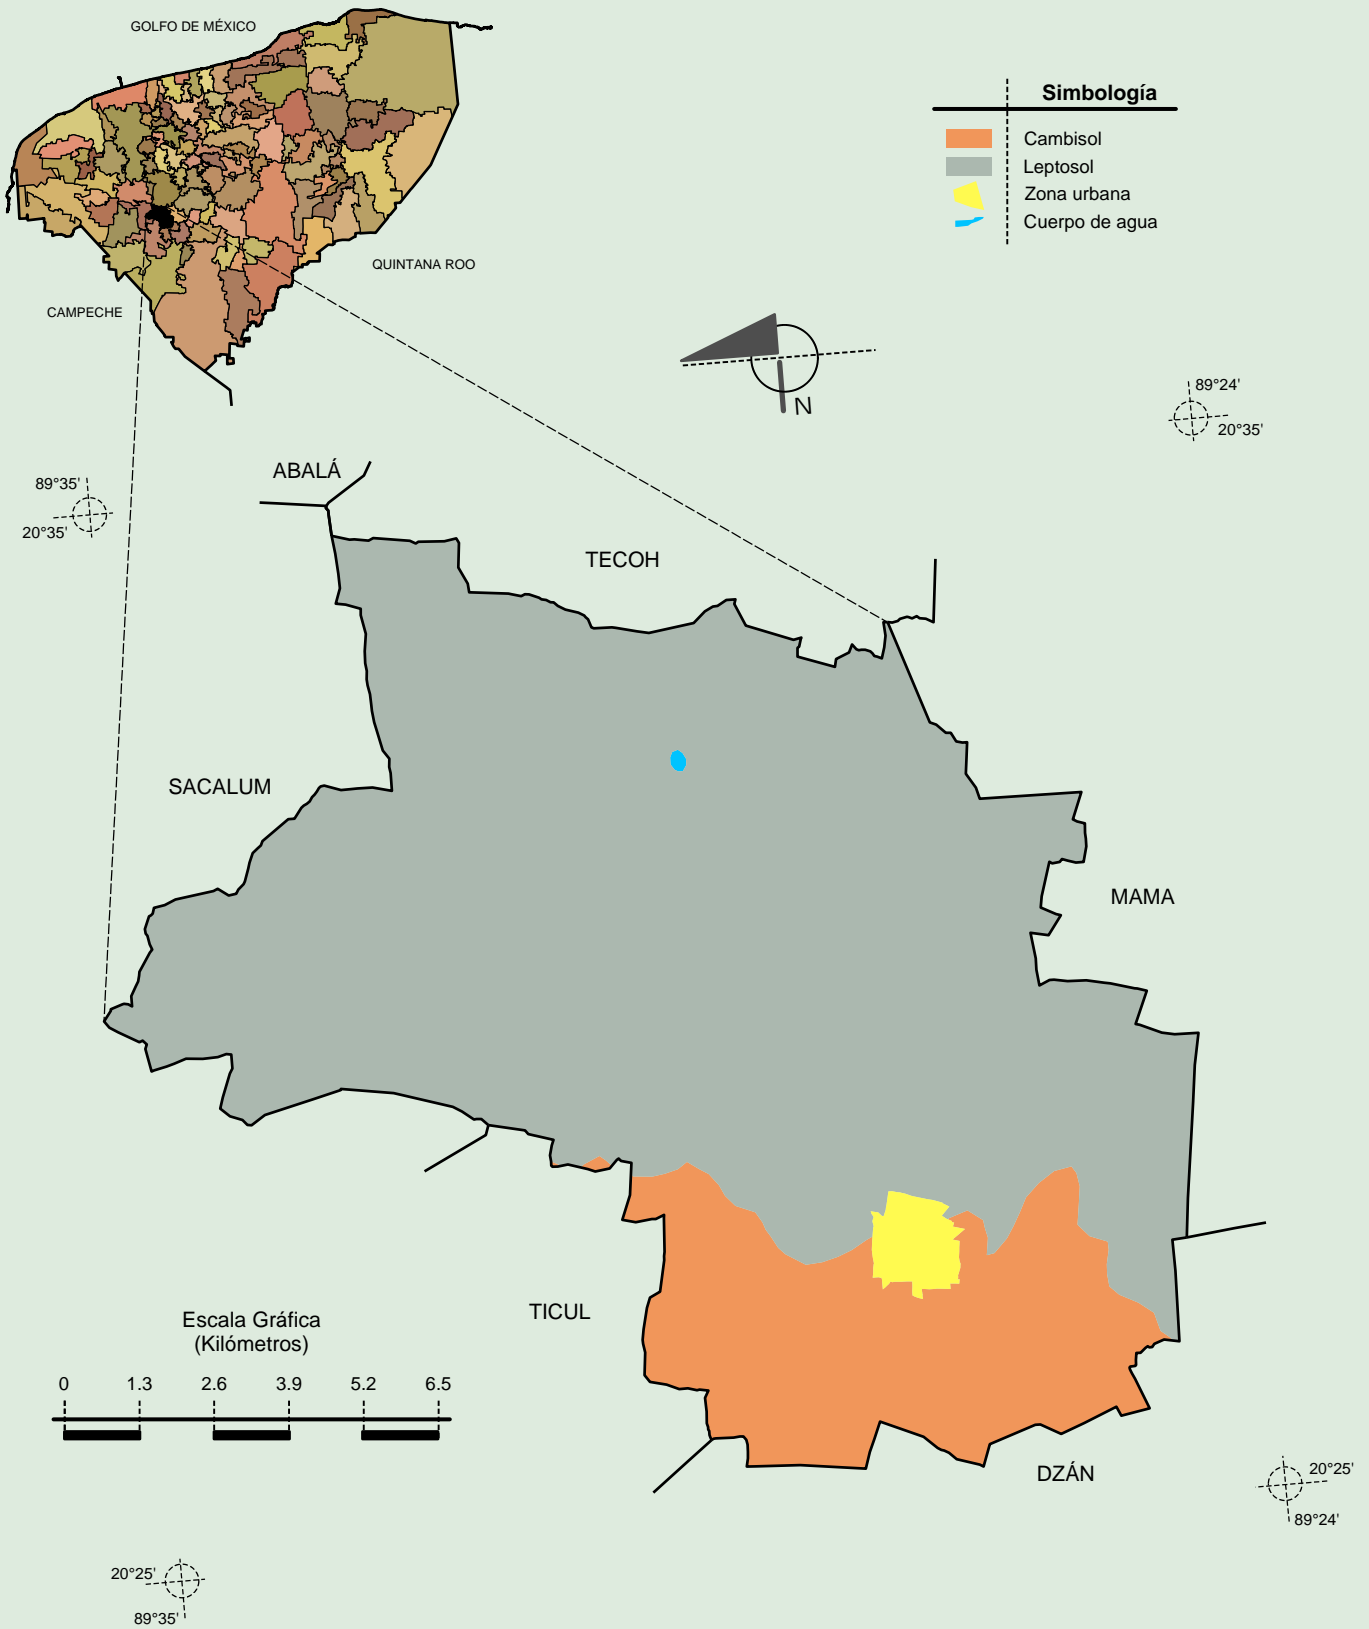 GOLFO DE MÉXICO
Simbología
Cambisol
Leptosol
Zona urbana
Cuerpo de agua
QUINTANA ROO
CAMPECHE
N
89°24'
20°35'
ABALÁ
89°35'
20°35'
TECOH
SACALUM
MAMA
TICUL
Escala Gráfica
(Kilómetros)
0 1.3 2.6 3.9 5.2 6.5
DZÁN
20°25'
89°24'
20°25'
89°35'